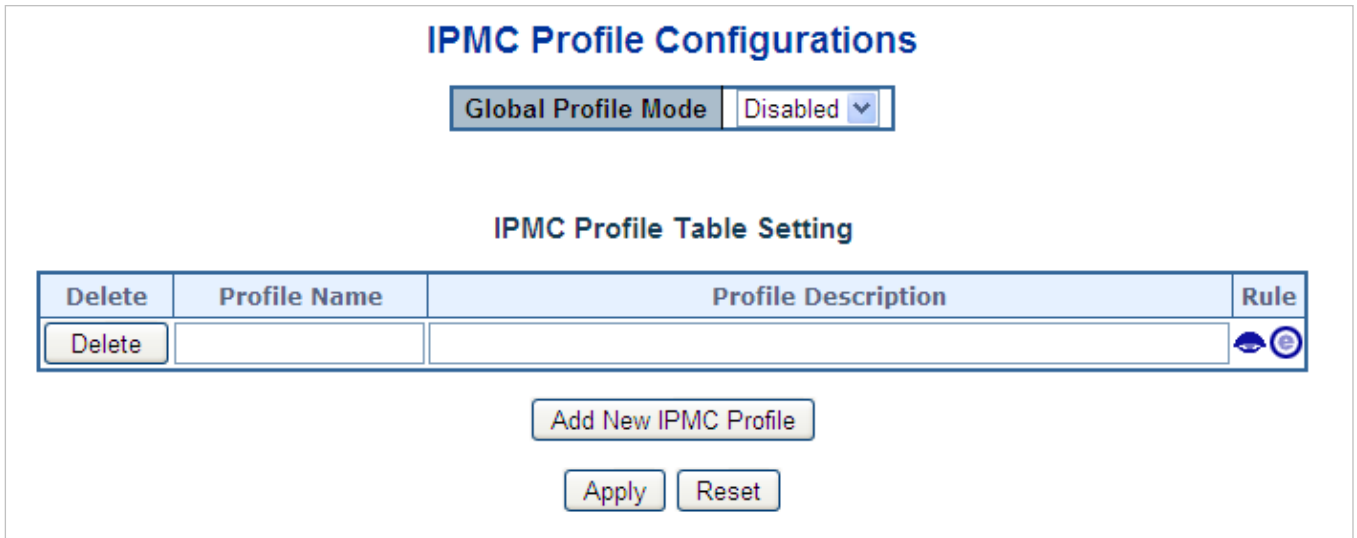 IPMC Profile Configurations
Global Profile Mode Disabled
IPMC Profile Table Setting
Delete Profile Name Profile Description Rule
Delete e
Add New IPMC Profile
Apply Reset